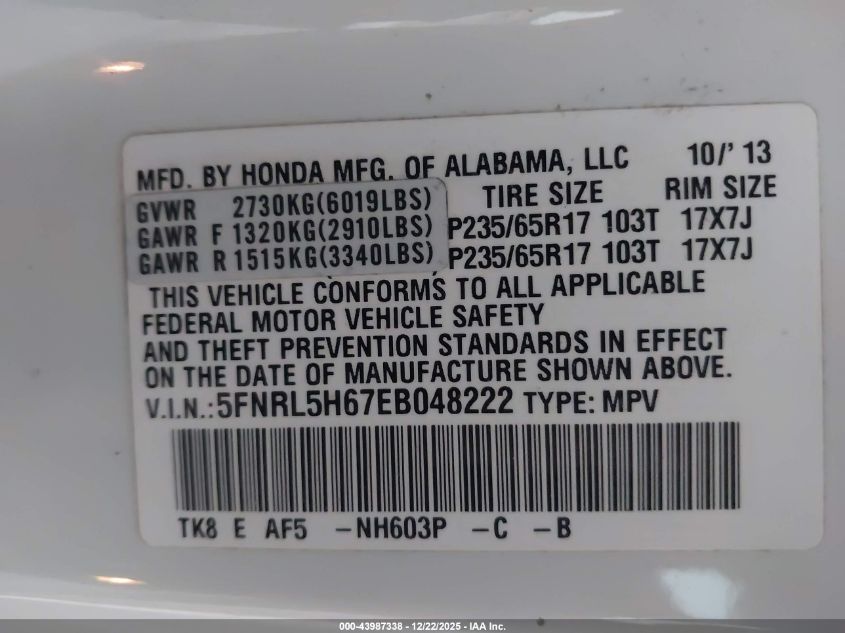 MFD. BY HONDA MFG. OF ALABAMA, LLC 10/' 13
GVWR 2730KG(6019LBS) TIRE SIZE RIM SIZE
GAWR F 1320KG(2910LBS) P235/65R17 103T 17X7J
GAWR R 1515KG(3340LBS) P235/65R17 103T 17X7J
THIS VEHICLE CONFORMS TO ALL APPLICABLE
FEDERAL MOTOR VEHICLE SAFETY
AND THEFT PREVENTION STANDARDS IN EFFECT
ON THE DATE OF MANUFACTURE SHOWN ABOVE.
V.I.N.:5FNRL5H67EB048222 TYPE: MPV
TK8 E AF5 -NH603P -C -B
000-43987338 - 12/22/2025 - IAA Inc.